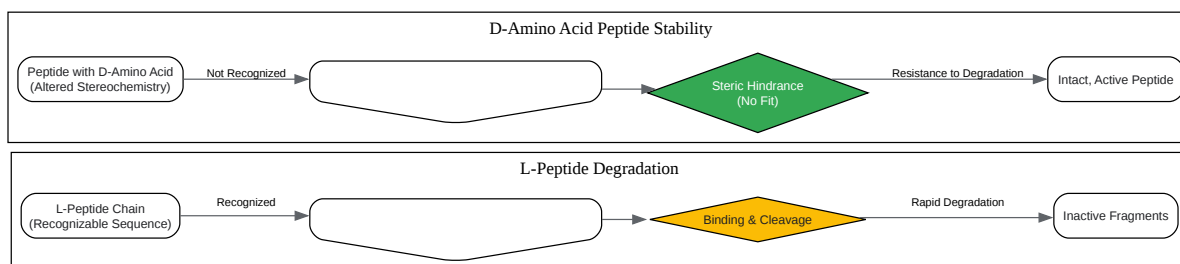 D-Amino Acid Peptide Stability
Peptide with D-Amino Acid
(Altered Stereochemistry)
Not Recognized
Steric Hindrance
(No Fit)
Resistance to Degradation
Intact, Active Peptide
L-Peptide Degradation
L-Peptide Chain
(Recognizable Sequence)
Recognized
Binding & Cleavage
Rapid Degradation
Inactive Fragments